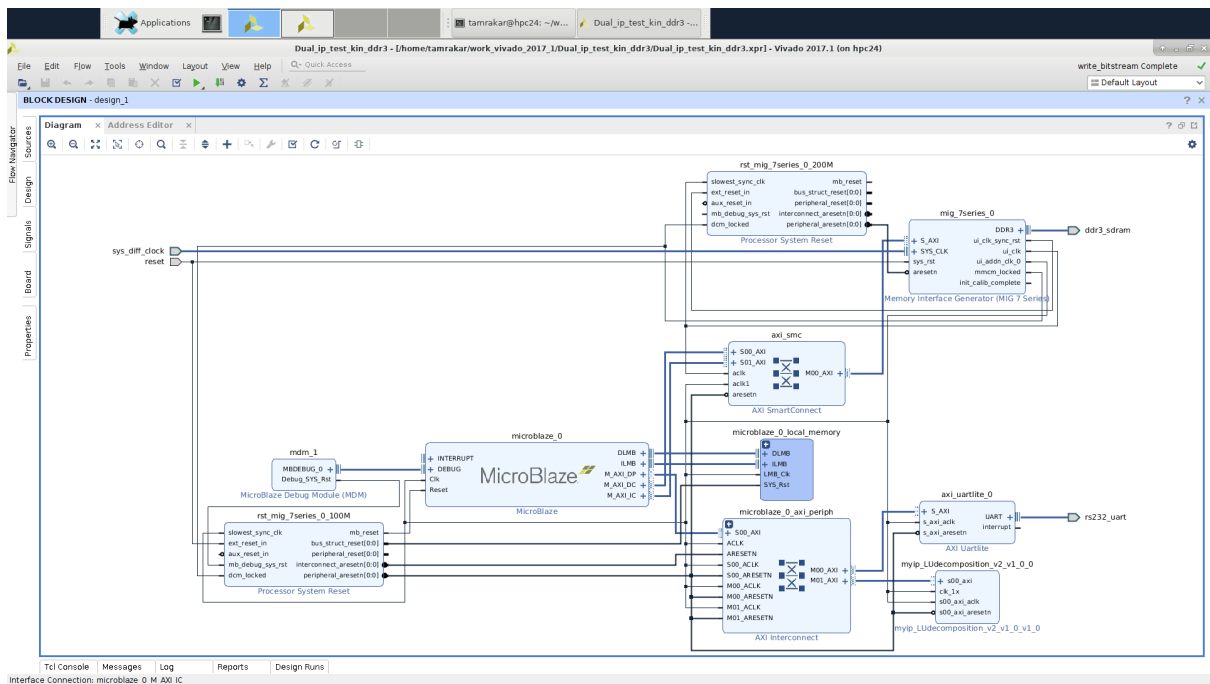 Applications
tamrakar@hpc24: ~/w...
Dual_ip_test_kin_ddr3 -...
Dual_ip_test_kin_ddr3 - [/home/tamrakar/work_vivado_2017_1/Dual_ip_test_kin_ddr3/Dual_ip_test_kin_ddr3.xpr] - Vivado 2017.1 (on hpc24)
File Edit Flow Tools Window Layout View Help Quick Access
write_bitstream Complete
Default Layout
BLOCK DESIGN - design_1
Flow Navigator
Sources
Design
Signals
Board
Properties
Diagram
Address Editor
sys_diff_clock
reset
rst_mig_7series_0_200M
slowest_sync_clk mb_reset
ext_reset_in bus_struct_reset[0:0]
aux_reset_in peripheral_reset[0:0]
mb_debug_sys_rst interconnect_aresetn[0:0]
dcm_locked peripheral_aresetn[0:0]
Processor System Reset
mig_7series_0
DDR3
S_AXI ui_clk_sync_rst
SYS_CLK ui_clk
sys_rst ui_addn_clk_0
aresetn mmcm_locked
init_calib_complete
Memory Interface Generator (MIG 7 Series)
ddr3_sdram
axi_smc
S00_AXI
S01_AXI
aclk M00_AXI
aclk1
aresetn
AXI SmartConnect
mdm_1
MBDEBUG_0
Debug_SYS_Rst
MicroBlaze Debug Module (MDM)
microblaze_0
INTERRUPT
DEBUG
Clk
Reset
MicroBlaze
DLMB
ILMB
M_AXI_DP
M_AXI_DC
M_AXI_IC
MicroBlaze
microblaze_0_local_memory
DLMB
ILMB
LMB_Clk
SYS_Rst
rst_mig_7series_0_100M
slowest_sync_clk mb_reset
ext_reset_in bus_struct_reset[0:0]
aux_reset_in peripheral_reset[0:0]
mb_debug_sys_rst interconnect_aresetn[0:0]
dcm_locked peripheral_aresetn[0:0]
Processor System Reset
microblaze_0_axi_periph
S00_AXI
ACLK
ARESETN
S00_ACLK
S00_ARESETN
M00_ACLK
M00_ARESETN
M01_ACLK
M01_ARESETN
M00_AXI
M01_AXI
AXI Interconnect
axi_uartlite_0
S_AXI
s_axi_aclk
s_axi_aresetn
UART
interrupt
AXI Uartlite
rs232_uart
myip_LUdecomposition_v2_v1_0_0
s00_axi
clk_1x
s00_axi_aclk
s00_axi_aresetn
myip_LUdecomposition_v2_v1_0_v1_0
Tcl Console Messages Log Reports Design Runs
Interface Connection: microblaze_0_M_AXI_IC